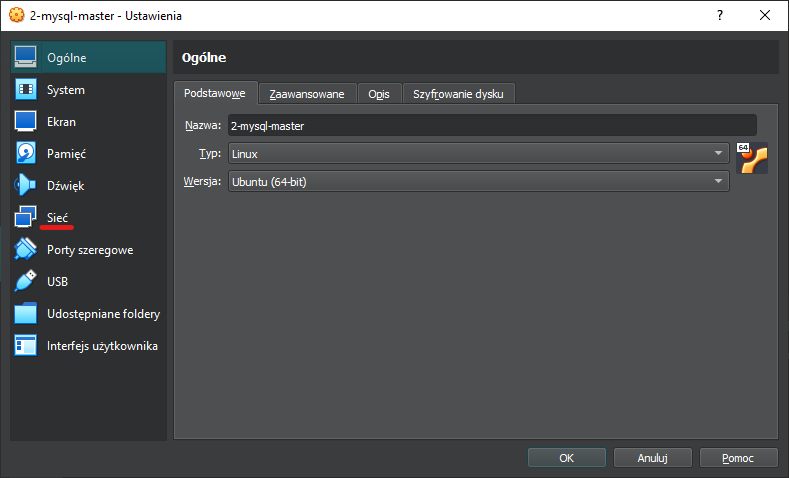 2-mysql-master - Ustawienia
Ogólne
System
Ekran
Pamięć
Dźwięk
Sieć
Porty szeregowe
USB
Udostępniane foldery
Interfejs użytkownika
Ogólne
Podstawowe Zaawansowane Opis Szyfrowanie dysku
Nazwa: 2-mysql-master
Typ: Linux
64
Wersja: Ubuntu (64-bit)
OK Anuluj Pomoc